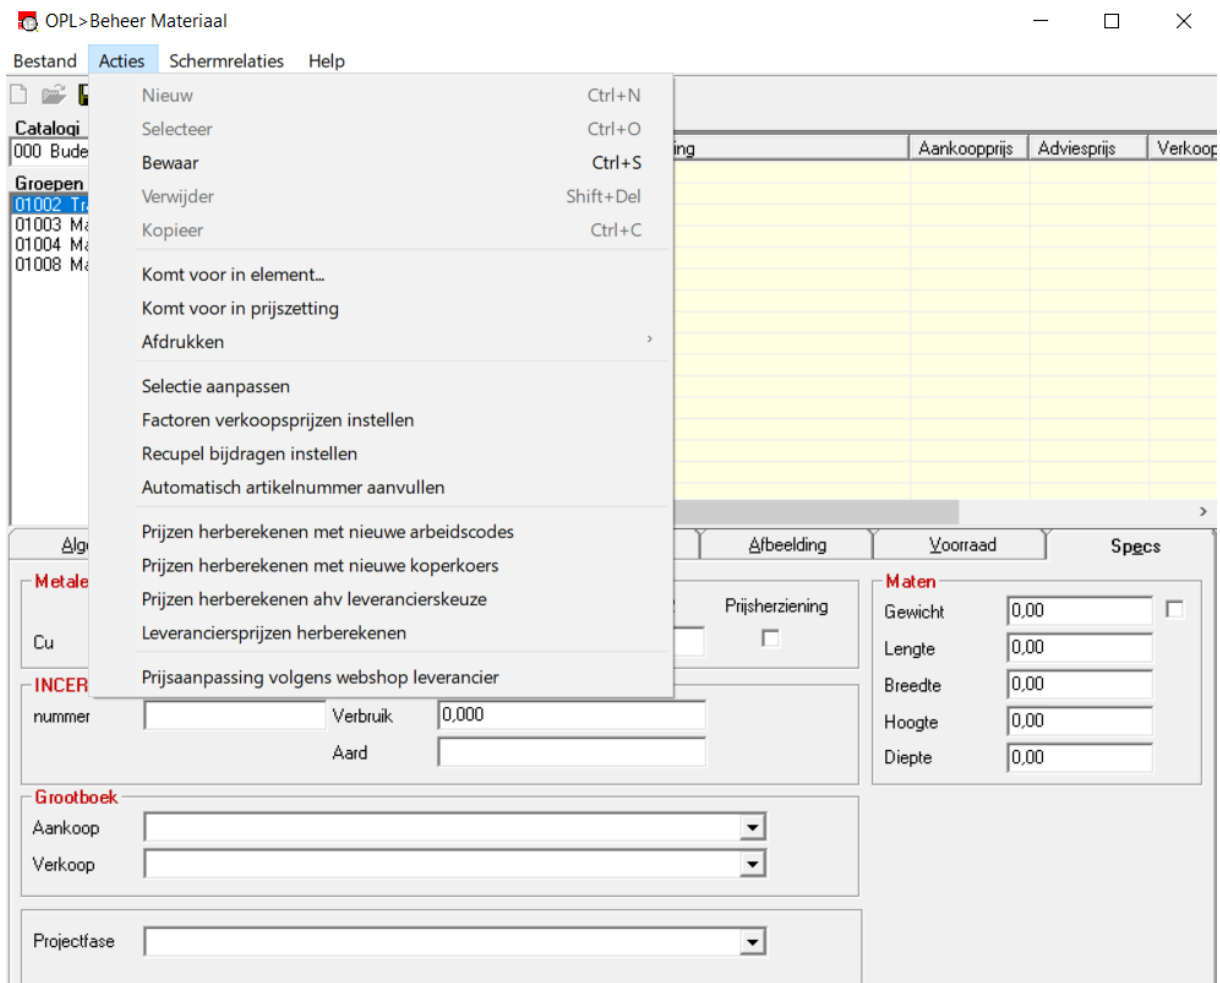 OPL>Beheer Materiaal
Bestand Acties Schermrelaties Help
Nieuw Ctrl+N
Catalogi Selecteer Ctrl+O
000 Bude Bewaar Ctrl+S Aankoopprijs Adviesprijs Verkoop
Groepen Verwijder Shift+Del
01002
01003
Kopieer Ctrl+C
01004
01008
Komt voor in element...
Komt voor in prijszetting
Afdrukken
Selectie aanpassen
Factoren verkoopsprijzen instellen
Recupel bijdragen instellen
Automatisch artikelnummer aanvullen
Prijzen herberekenen met nieuwe arbeidscodes
Afbeelding Voorraad Specs
Prijzen herberekenen met nieuwe koperkoers
Metale Maten
Prijzen herberekenen ahv leverancierskeuze Prijsherziening
Gewicht 0,00
Cu Leveranciersprijzen herberekenen
Lengte 0,00
Prijsaanpassing volgens webshop leverancier
INCER Breedte 0,00
nummer Verbruik 0,000 Hoogte 0,00
Aard Diepte 0,00
Grootboek
Aankoop
Verkoop
Projectfase